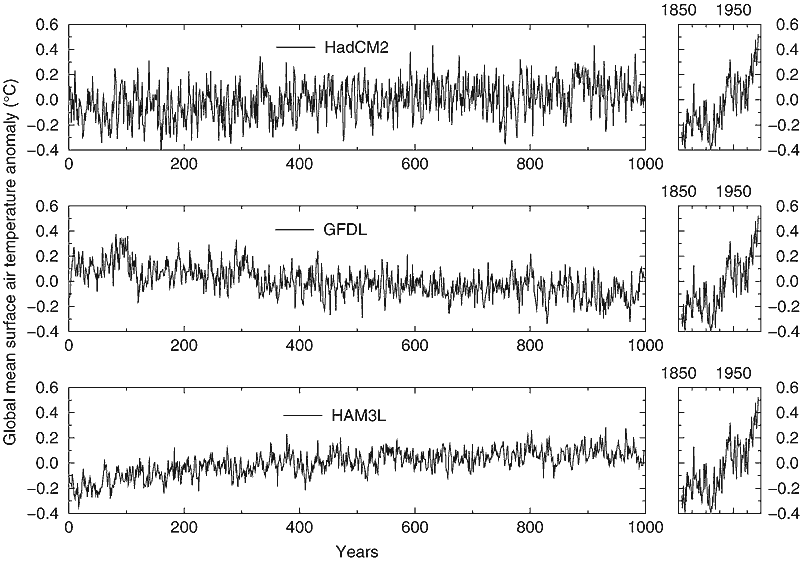 1850 1950
0.6 0.6
0.4 HadCM2 0.4
0.2 0.2
0.0 0.0
−0.2 −0.2
−0.4 −0.4
0 200 400 600 800 1000
1850 1950
0.6 0.6
0.4 GFDL 0.4
0.2 0.2
0.0 0.0
−0.2 −0.2
−0.4 −0.4
0 200 400 600 800 1000
1850 1950
0.6 0.6
0.4 HAM3L 0.4
0.2 0.2
0.0 0.0
−0.2 −0.2
−0.4 −0.4
0 200 400 600 800 1000
Years
Global mean surface air temperature anomaly (°C)